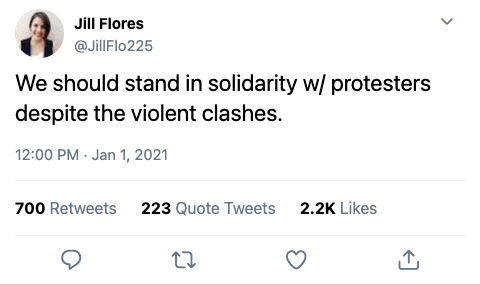 Jill Flores
@JillFlo225
We should stand in solidarity w/ protesters
despite the violent clashes.
12:00 PM · Jan 1, 2021
700 Retweets 223 Quote Tweets 2.2K Likes